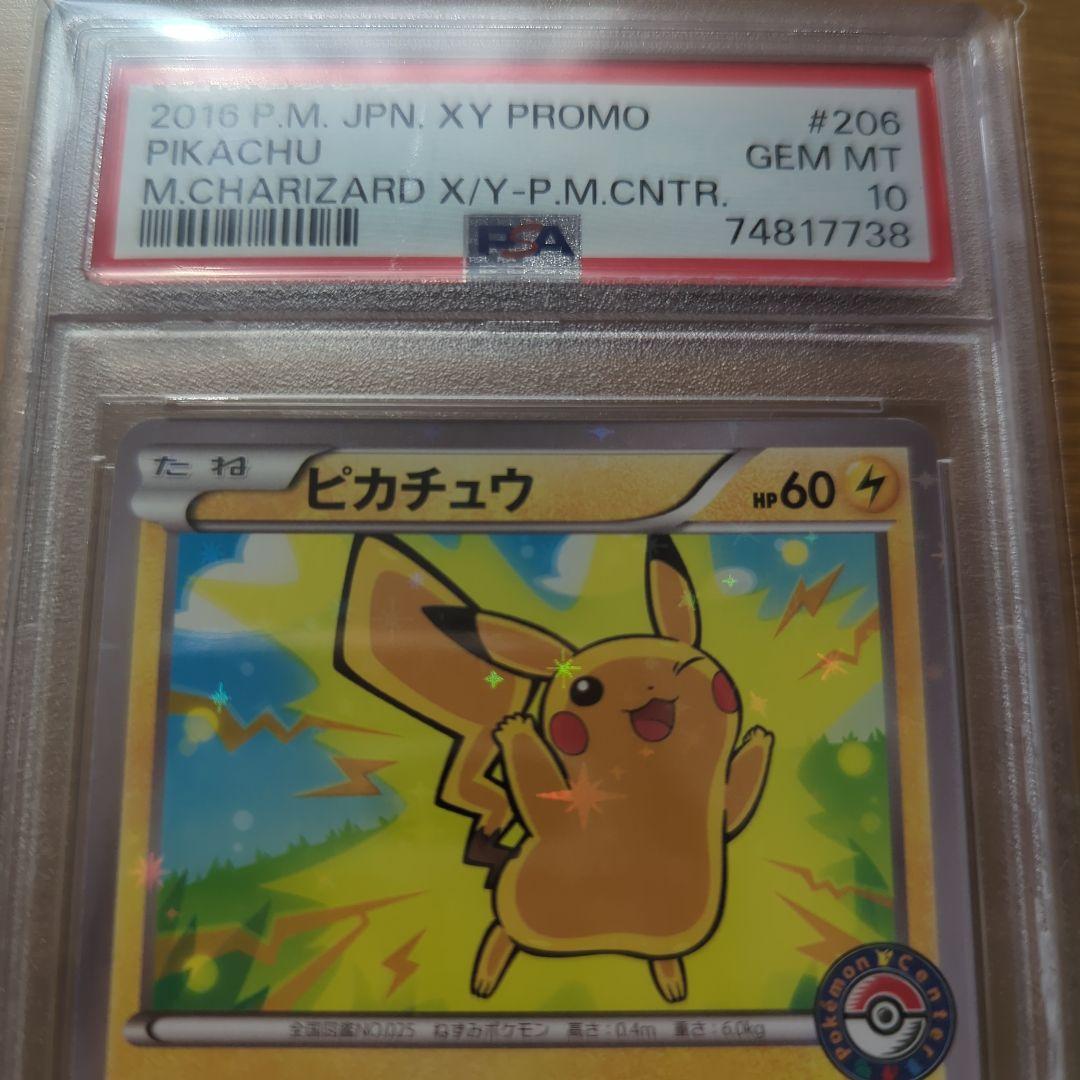 2016 P.M. JPN. XY PROMO #206
PIKACHU GEM MT
M.CHARIZARD X/Y-P.M.CNTR. 10
PSA 74817738
たね ピカチュウ HP60
全国図鑑NO.025 ねずみポケモン 高さ:0.4m 重さ:6.0kg
Pokémon Center